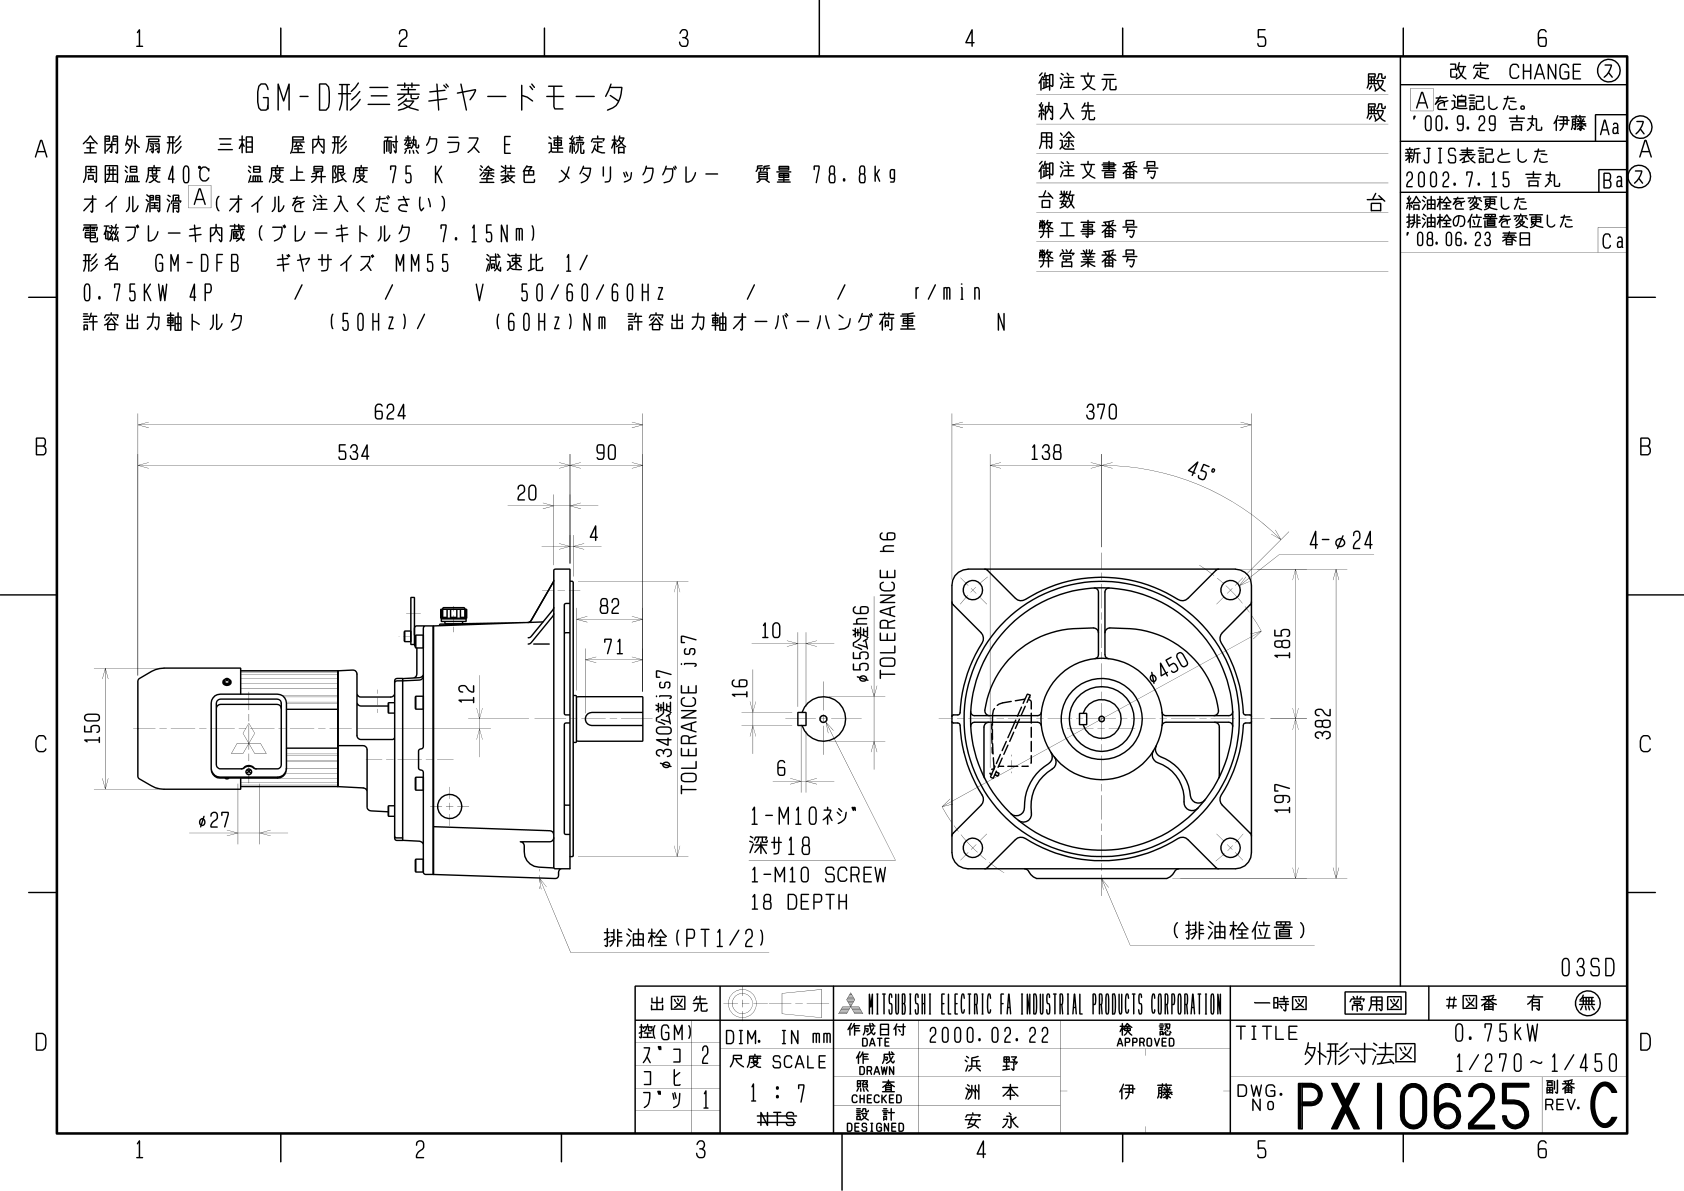 1 2 3 4 5 6
GM-D形三菱ギヤードモータ
全閉外扇形 三相 屋内形 耐熱クラス E 連続定格
周囲温度40℃ 温度上昇限度 75 K 塗装色 メタリックグレー 質量 78.8kg
オイル潤滑 A (オイルを注入ください)
電磁ブレーキ内蔵(ブレーキトルク 7.15Nm)
形名 GM-DFB ギヤサイズ MM55 減速比 1/
0.75KW 4P / / V 50/60/60Hz / / r/min
許容出力軸トルク (50Hz)/ (60Hz)Nm 許容出力軸オーバーハング荷重 N
御注文元 殿
納入先 殿
用途
御注文書番号
台数 台
弊工事番号
弊営業番号
改定 CHANGE ス
A を追記した。
'00.9.29 吉丸 伊藤 Aa ス
新JIS表記とした
2002.7.15 吉丸 Ba ス
給油栓を変更した
排油栓の位置を変更した
'08.06.23 春日 Ca
A A
B B
C C
D D
624
534 90
20
4
82
71
12
150
φ27
φ340公差js7
TOLERANCE js7
排油栓(PT1/2)
10
16
6
φ55公差h6
TOLERANCE h6
1-M10ネジ
深サ18
1-M10 SCREW
18 DEPTH
370
138
45°
4-φ24
φ450
185
382
197
(排油栓位置)
03SD
出図先
控(GM)
ズコ 2
コヒ
ブツ 1
DIM. IN mm
尺度 SCALE
1 : 7
NTS
MITSUBISHI ELECTRIC FA INDUSTRIAL PRODUCTS CORPORATION
作成日付 DATE 2000.02.22
検認 APPROVED
作成 DRAWN 浜野
照査 CHECKED 洲本
伊藤
設計 DESIGNED 安永
一時図 常用図 #図番 有 無
TITLE 外形寸法図
0.75kW
1/270~1/450
DWG. No PX10625
副番 REV. C
1 2 3 4 5 6